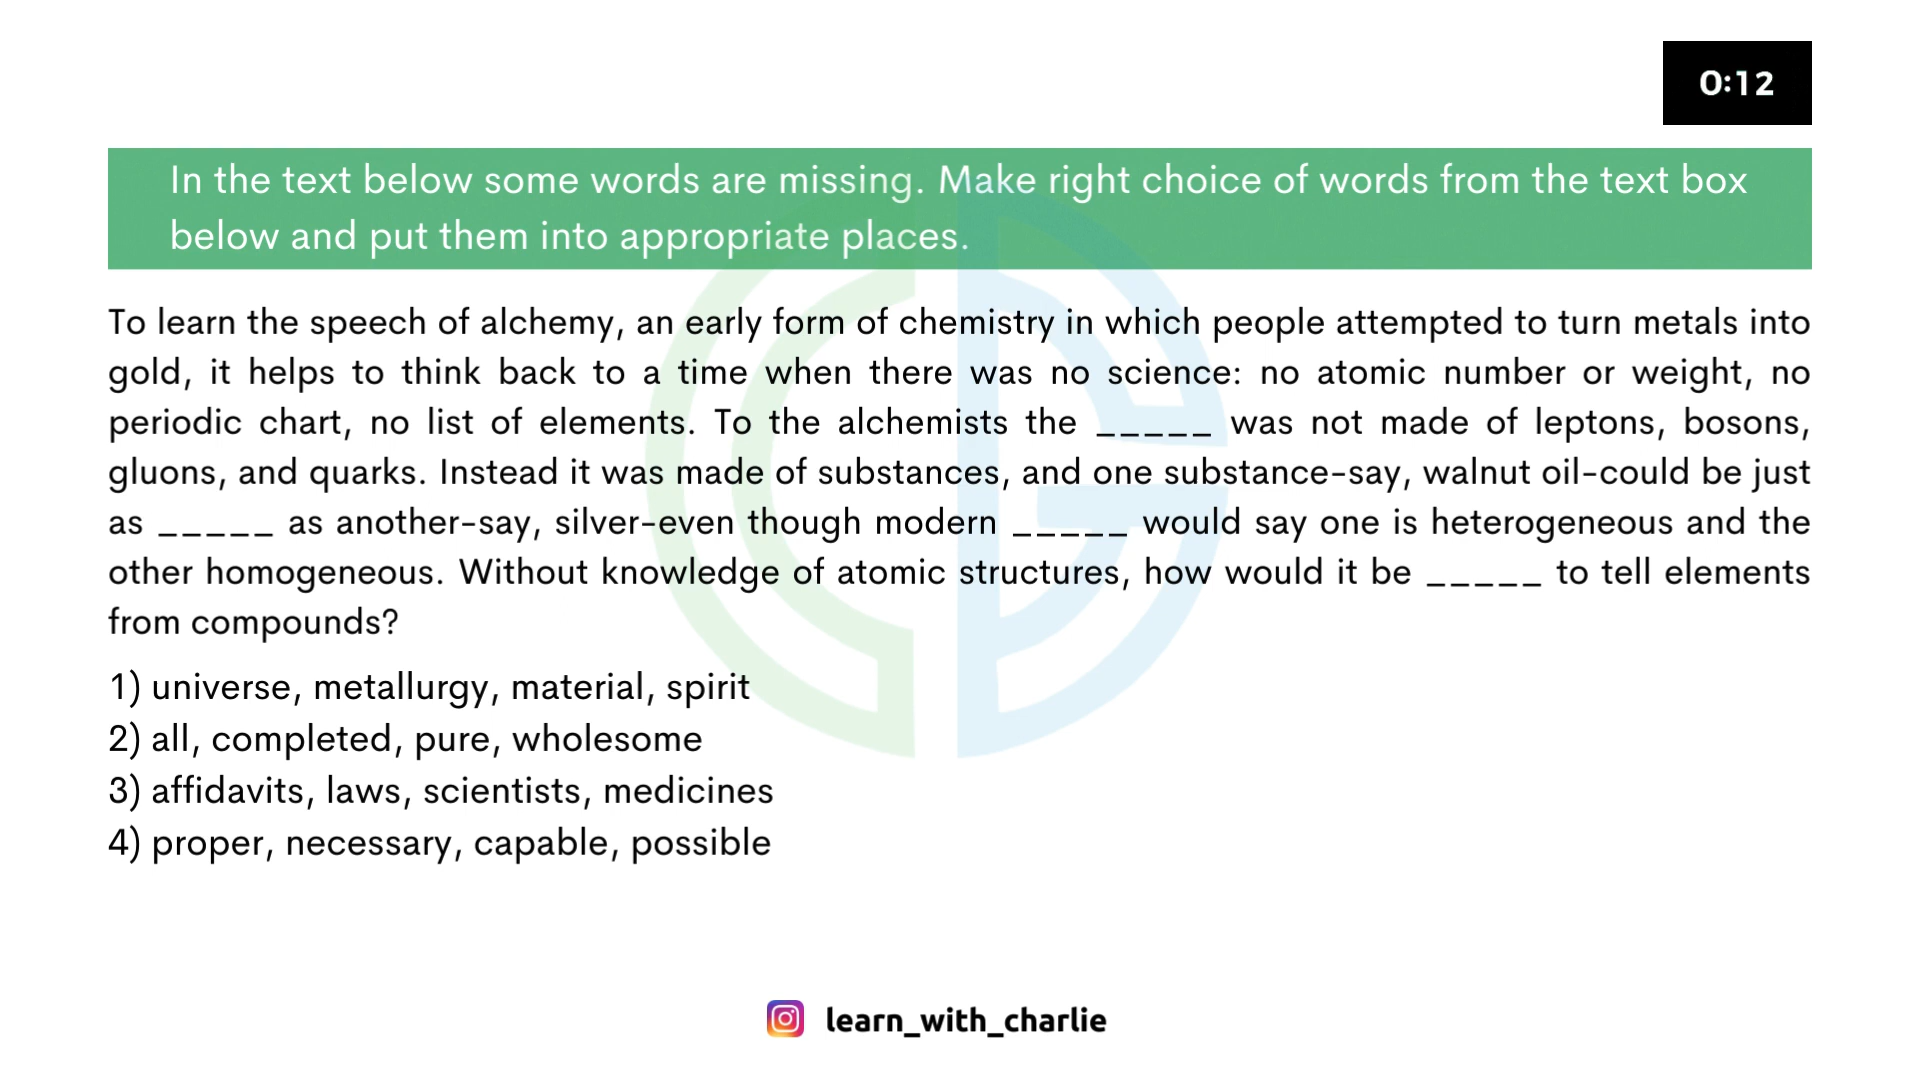 0:12
In the text below some words are missing. Make right choice of words from the text box
below and put them into appropriate places.
To learn the speech of alchemy, an early form of chemistry in which people attempted to turn metals into
gold, it helps to think back to a time when there was no science: no atomic number or weight, no
periodic chart, no list of elements. To the alchemists the _____ was not made of leptons, bosons,
gluons, and quarks. Instead it was made of substances, and one substance-say, walnut oil-could be just
as _____ as another-say, silver-even though modern _____ would say one is heterogeneous and the
other homogeneous. Without knowledge of atomic structures, how would it be _____ to tell elements
from compounds?
1) universe, metallurgy, material, spirit
2) all, completed, pure, wholesome
3) affidavits, laws, scientists, medicines
4) proper, necessary, capable, possible
learn_with_charlie